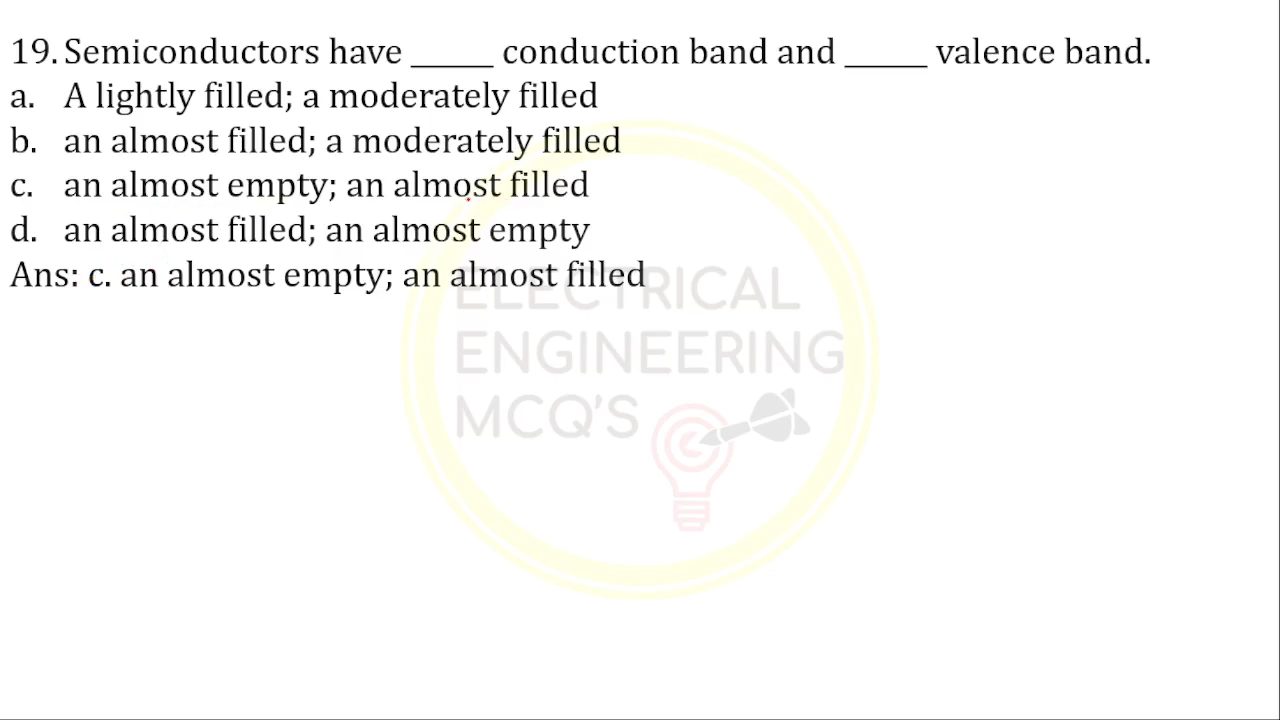 19. Semiconductors have ______ conduction band and ______ valence band.
a. A lightly filled; a moderately filled
b. an almost filled; a moderately filled
c. an almost empty; an almost filled
d. an almost filled; an almost empty
Ans: c. an almost empty; an almost filled
ELECTRICAL
ENGINEERING
MCQ'S